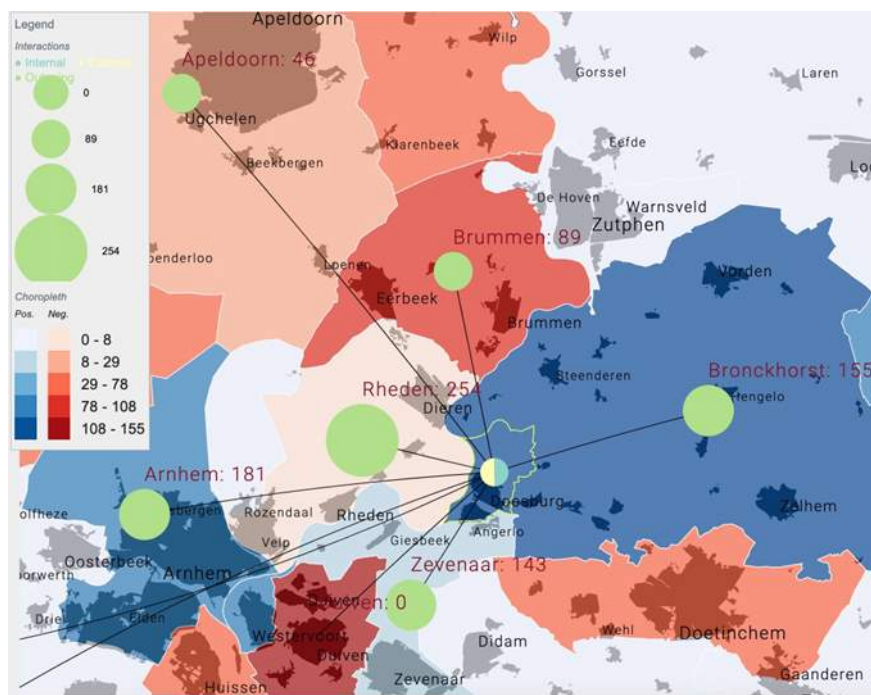 Legend
Interactions
Internal
0
89
181
254
Choropleth
Pos. Neg.
0 - 8
8 - 29
29 - 78
78 - 108
108 - 155
Apeldoorn
Apeldoorn: 46
Ugchelen
Beekbergen
Wilp
Gorssel
Laren
Klarenbeek
Eefde
De Hoven
Warnsveld
Zutphen
Brummen: 89
Loenen
Eerbeek
Brummen
Vorden
Steenderen
Bronckhorst: 155
Hengelo
Rheden: 254
Dieren
Arnhem: 181
Rozendaal
Velp
Rheden
Giesbeek
Doesburg
Angerlo
Zelhem
Oosterbeek
Arnhem
Zevenaar: 143
Driel
Elden
Westervoort
Duiven
Huissen
Zevenaar
Didam
Wehl
Doetinchem
Gaanderen